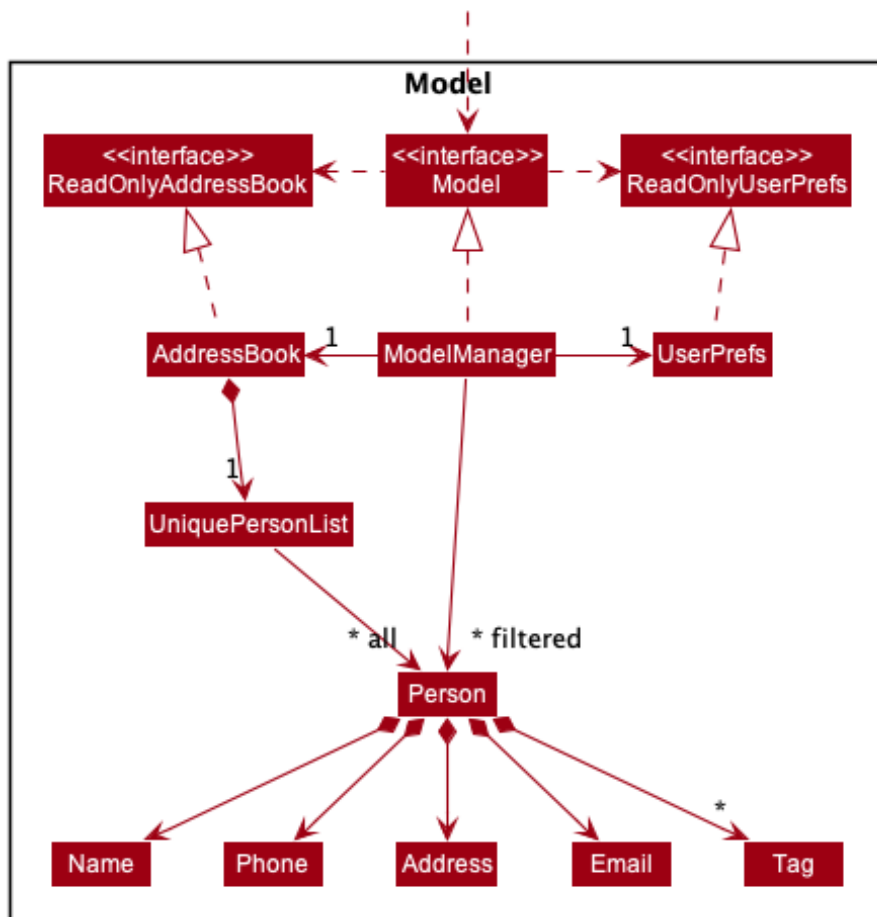 Model
<<interface>>
ReadOnlyAddressBook
<<interface>>
Model
<<interface>>
ReadOnlyUserPrefs
1
1
AddressBook
ModelManager
UserPrefs
1
UniquePersonList
* all
* filtered
Person
*
Name
Phone
Address
Email
Tag